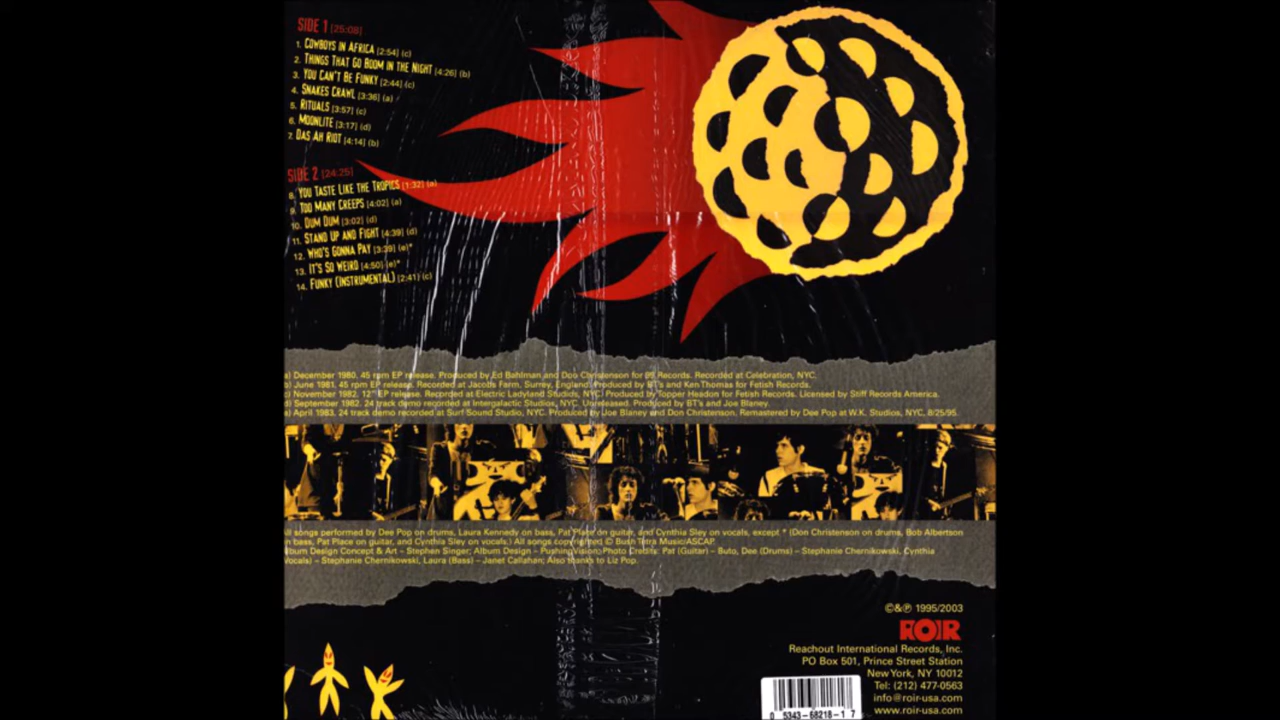 SIDE 1 [25:08]
1. COWBOYS IN AFRICA [2:54] (c)
2. THINGS THAT GO BOOM IN THE NIGHT [4:26] (b)
3. YOU CAN'T BE FUNKY [2:44] (c)
4. SNAKES CRAWL [3:36] (a)
5. RITUALS [3:57] (c)
6. MOONLITE [3:17] (d)
7. DAS AH RIOT [4:14] (b)
SIDE 2 [24:25]
8. YOU TASTE LIKE THE TROPICS [1:32] (a)
9. TOO MANY CREEPS [4:02] (a)
10. DUM DUM [3:02] (d)
11. STAND UP AND FIGHT [4:39] (d)
12. WHO'S GONNA PAY [3:39] (e)*
13. IT'S SO WEIRD [4:50] (e)*
14. FUNKY (INSTRUMENTAL) [2:41] (c)
a) December 1980. 45 rpm EP release. Produced by Ed Bahlman and Don Christenson for 99 Records. Recorded at Celebration, NYC.
b) June 1981. 45 rpm EP release. Recorded at Jacobs Farm, Surrey, England. Produced by BT's and Ken Thomas for Fetish Records.
c) November 1982. 12" EP release. Recorded at Electric Ladyland Studios, NYC. Produced by Topper Headon for Fetish Records. Licensed by Stiff Records America.
d) September 1982. 24 track demo recorded at Intergalactic Studios, NYC. Unreleased. Produced by BT's and Joe Blaney.
e) April 1983. 24 track demo recorded at Surf Sound Studio, NYC. Produced by Joe Blaney and Don Christenson. Remastered by Dee Pop at W.K. Studios, NYC, 8/25/95.
All songs performed by Dee Pop on drums, Laura Kennedy on bass, Pat Place on guitar, and Cynthia Sley on vocals, except * (Don Christenson on drums, Bob Albertson
on bass, Pat Place on guitar, and Cynthia Sley on vocals.) All songs copyrighted © Bush Tetra Music/ASCAP.
Album Design Concept & Art – Stephen Singer; Album Design – PushingVision; Photo Credits: Pat (Guitar) – Buto, Dee (Drums) – Stephanie Chernikowski, Cynthia
(Vocals) – Stephanie Chernikowski, Laura (Bass) – Janet Callahan; Also thanks to Liz Pop.
©&℗ 1995/2003
ROIR
Reachout International Records, Inc.
PO Box 501, Prince Street Station
New York, NY 10012
Tel: (212) 477-0563
info@roir-usa.com
www.roir-usa.com
0 5343-68218-1 7